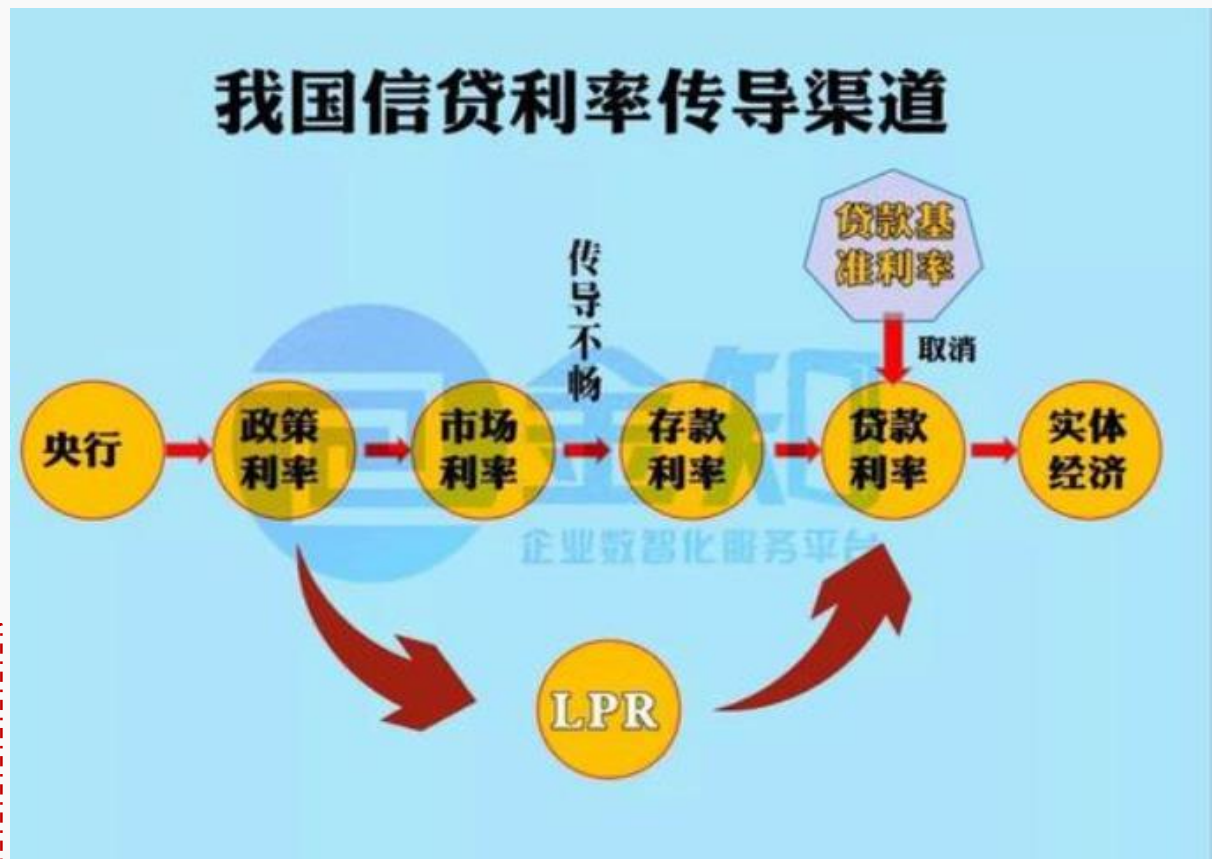 我国信贷利率传导渠道
贷款基
准利率
取消
传导不畅
央行
政策
利率
市场
利率
存款
利率
贷款
利率
实体
经济
金知
企业数智化服务平台
LPR